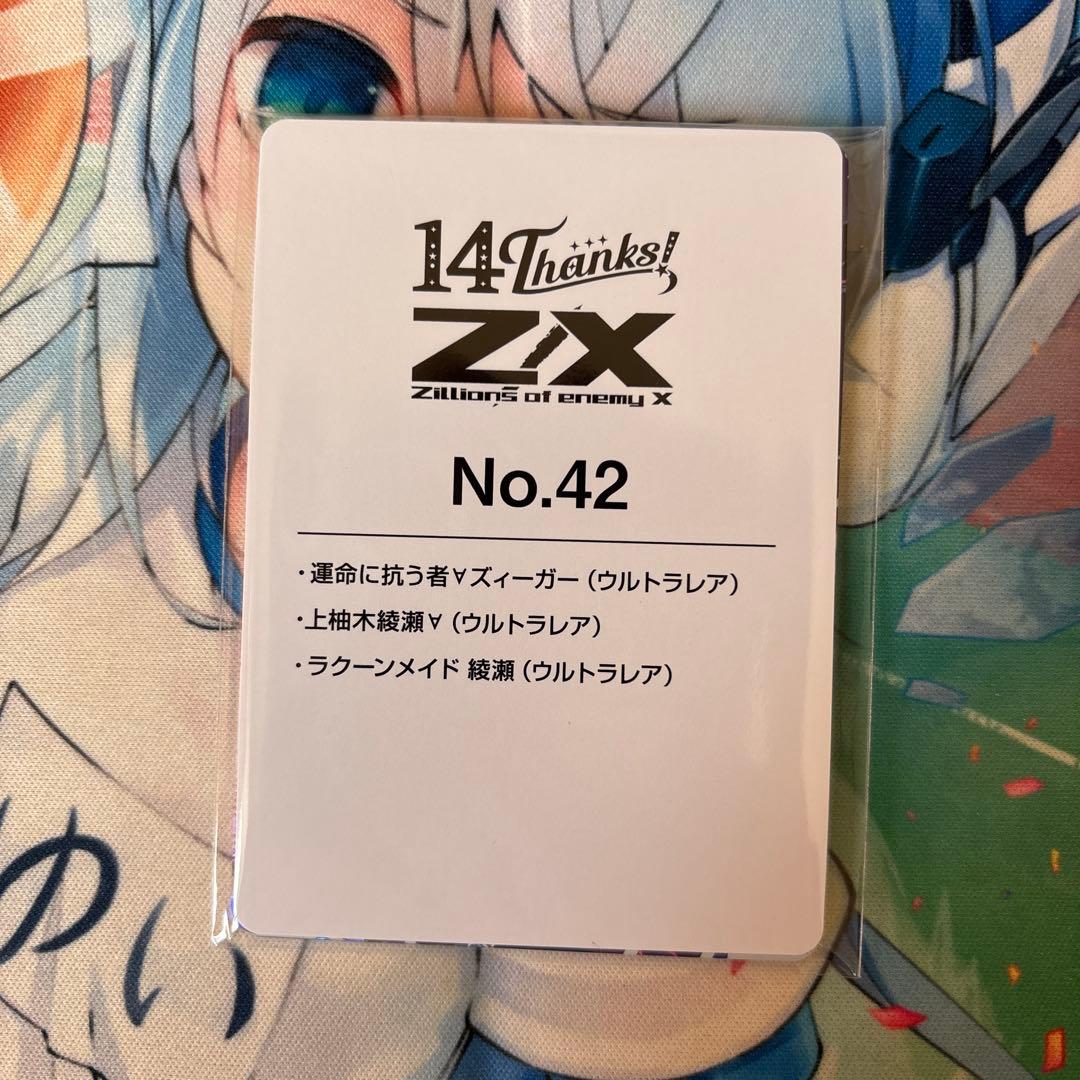 14Thanks!
Z/X
Zillions of enemy X
No.42
・運命に抗う者∀ズィーガー（ウルトラレア）
・上柚木綾瀬∀（ウルトラレア）
・ラクーンメイド 綾瀬（ウルトラレア）
ゆい